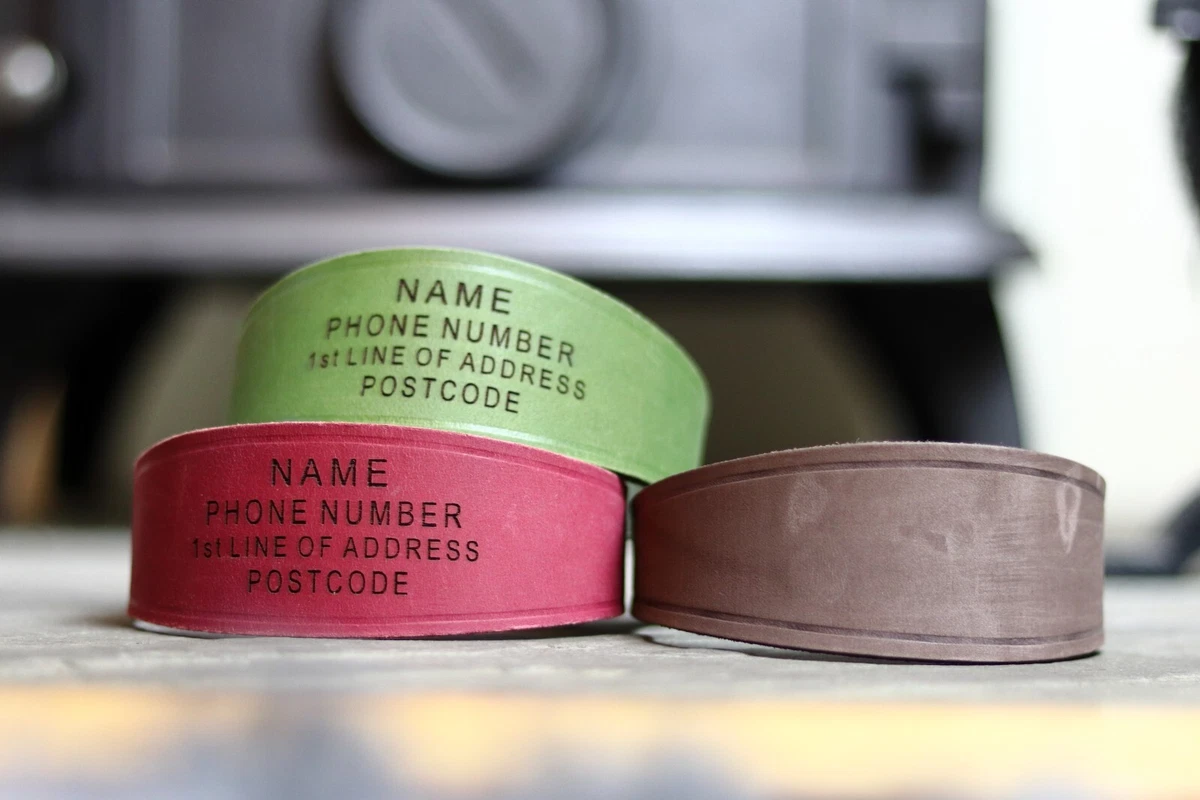 NAME
PHONE NUMBER
1st LINE OF ADDRESS
POSTCODE
NAME
PHONE NUMBER
1st LINE OF ADDRESS
POSTCODE